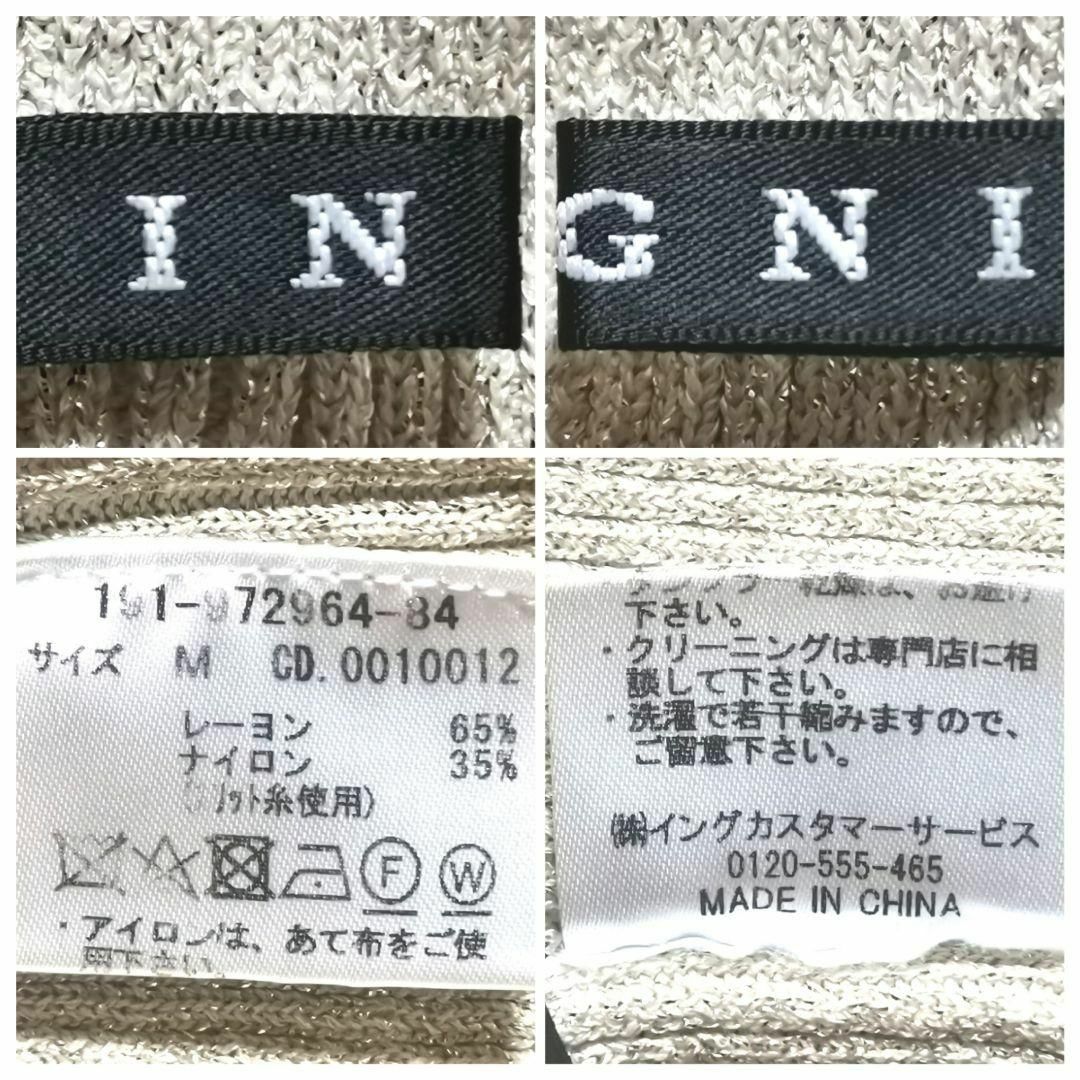 IN
GNI
191-972964-84
サイズ M CD.0010012
レーヨン 65%
ナイロン 35%
ット糸使用)
F W
・アイロンは、あて布をご使
下さい。
・クリーニングは専門店に相
談して下さい。
・洗濯で若干縮みますので、
ご留意下さい。
㈱イングカスタマーサービス
0120-555-465
MADE IN CHINA